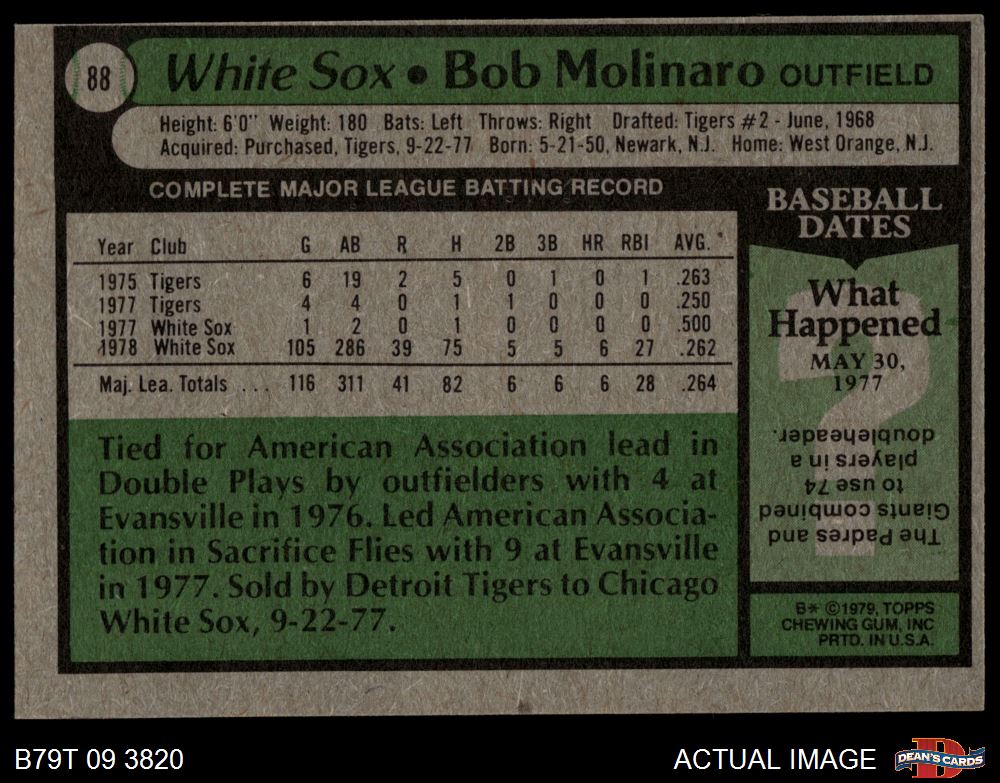 88
White Sox • Bob Molinaro OUTFIELD
Height: 6'0" Weight: 180 Bats: Left Throws: Right Drafted: Tigers #2 - June, 1968
Acquired: Purchased, Tigers, 9-22-77 Born: 5-21-50, Newark, N.J. Home: West Orange, N.J.
COMPLETE MAJOR LEAGUE BATTING RECORD
Year Club G AB R H 2B 3B HR RBI AVG.
1975 Tigers 6 19 2 5 0 1 0 1 .263
1977 Tigers 4 4 0 1 1 0 0 0 .250
1977 White Sox 1 2 0 1 0 0 0 0 .500
1978 White Sox 105 286 39 75 5 5 6 27 .262
Maj. Lea. Totals ... 116 311 41 82 6 6 6 28 .264
Tied for American Association lead in
Double Plays by outfielders with 4 at
Evansville in 1976. Led American Associa-
tion in Sacrifice Flies with 9 at Evansville
in 1977. Sold by Detroit Tigers to Chicago
White Sox, 9-22-77.
BASEBALL
DATES
What
Happened
MAY 30,
1977
?
The Padres and
Giants combined
to use 74
players in a
doubleheader.
B* ©1979, TOPPS
CHEWING GUM, INC
PRTD. IN U.S.A.
B79T 09 3820
ACTUAL IMAGE
D
DEAN'S CARDS